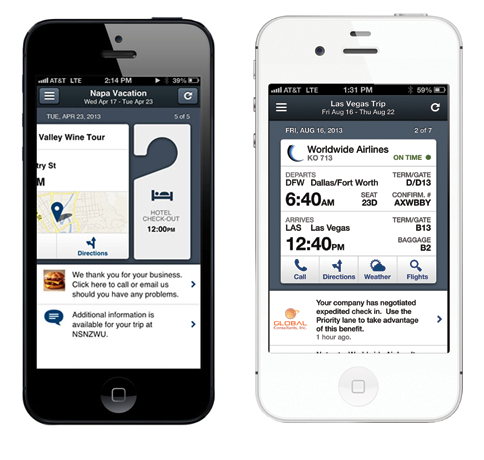 AT&T LTE 2:14 PM 39%
Napa Vacation
Wed Apr 17 - Tue Apr 23
TUE, APR 23, 2013 5 of 5
Valley Wine Tour
try St
M
Directions
HOTEL
CHECK-OUT
12:00PM
We thank you for your business.
Click here to call or email us
should you have any problems.
Additional information is
available for your trip at
NSNZWU.
AT&T LTE 1:31 PM 59%
Las Vegas Trip
Fri Aug 16 - Thu Aug 22
FRI, AUG 16, 2013 2 of 7
Worldwide Airlines
KO 713 ON TIME
DEPARTS TERM/GATE
DFW Dallas/Fort Worth D/D13
SEAT CONFIRM. #
6:40AM 23D AXWBBY
ARRIVES TERM/GATE
LAS Las Vegas B13
BAGGAGE
12:40PM B2
Call Directions Weather Flights
Your company has negotiated
expedited check in. Use the
Priority lane to take advantage
of this benefit.
1 hour ago.
GLOBAL
Consultants, Inc.